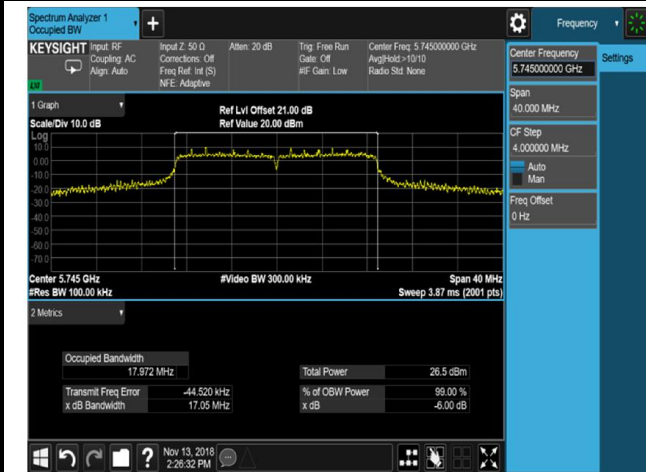 Spectrum Analyzer 1
Occupied BW
Frequency
KEYSIGHT
Input: RF
Coupling: AC
Align: Auto
Input Z: 50 Ω
Corrections: Off
Freq Ref: Int (S)
NFE: Adaptive
Atten: 20 dB
Trig: Free Run
Gate: Off
#IF Gain: Low
Center Freq: 5.745000000 GHz
Avg|Hold:>10/10
Radio Std: None
LXI
Center Frequency
5.745000000 GHz
Settings
Span
40.000 MHz
CF Step
4.000000 MHz
Auto
Man
Freq Offset
0 Hz
1 Graph
Scale/Div 10.0 dB
Ref Lvl Offset 21.00 dB
Ref Value 20.00 dBm
Log
10.0
0.00
-10.0
-20.0
-30.0
-40.0
-50.0
-60.0
-70.0
Center 5.745 GHz
#Res BW 100.00 kHz
#Video BW 300.00 kHz
Span 40 MHz
Sweep 3.87 ms (2001 pts)
2 Metrics
Occupied Bandwidth
17.972 MHz
Total Power 26.5 dBm
Transmit Freq Error -44.520 kHz
% of OBW Power 99.00 %
x dB Bandwidth 17.05 MHz
x dB -6.00 dB
?
Nov 13, 2018
2:26:32 PM